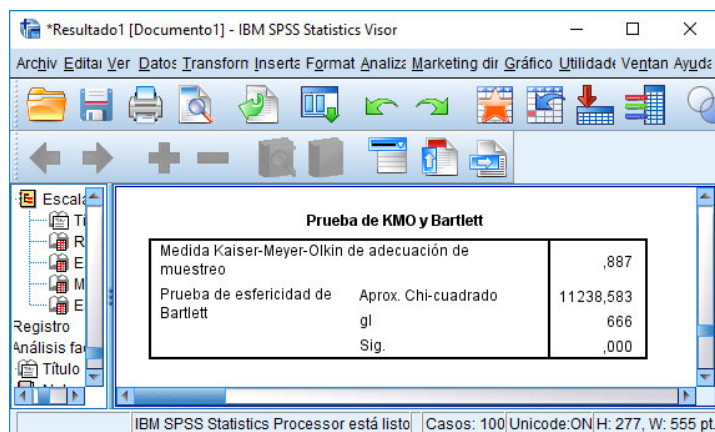 *Resultado1 [Documento1] - IBM SPSS Statistics Visor
Archiv Editar Ver Datos Transform Inserta Format Analiza Marketing dir Gráfico Utilidade Ventan Ayuda
Escala
Ti
R
E
M
E
Registro
Análisis fa
Título
Prueba de KMO y Bartlett
Medida Kaiser-Meyer-Olkin de adecuación de muestreo ,887
Prueba de esfericidad de Bartlett Aprox. Chi-cuadrado 11238,583
gl 666
Sig. ,000
IBM SPSS Statistics Processor está listo Casos: 100 Unicode:ON H: 277, W: 555 pt.